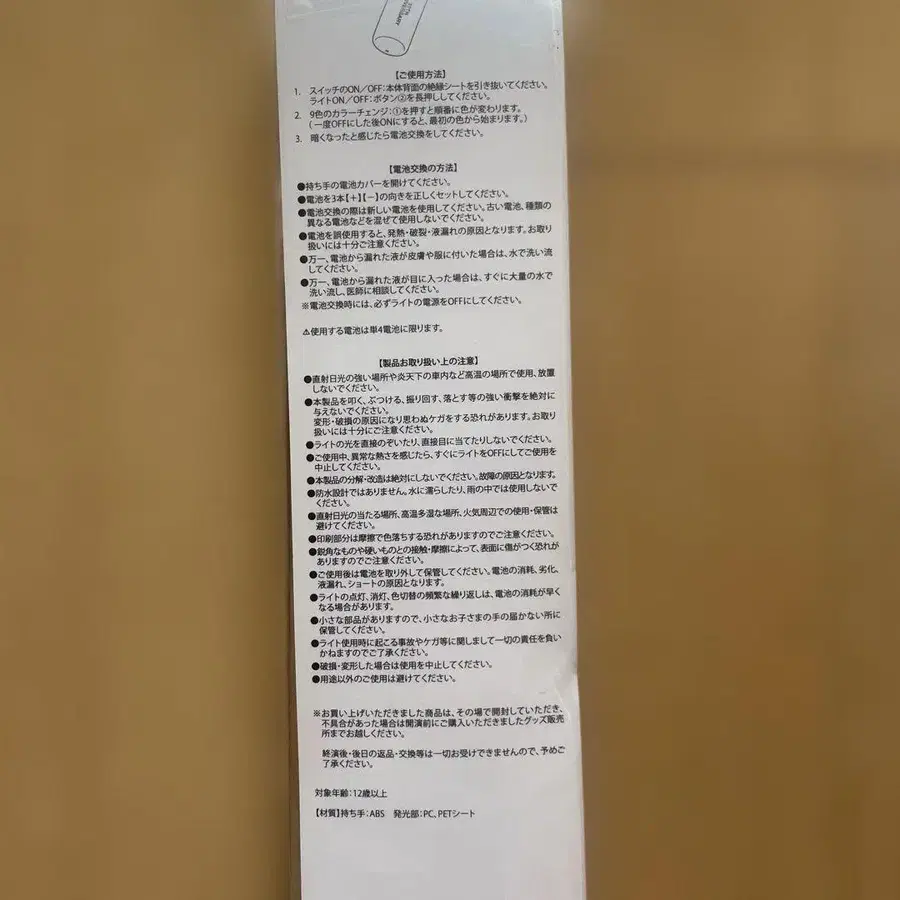 【ご使用方法】
1. スイッチのON／OFF：本体背面の絶縁シートを引き抜いてください。
ライトON／OFF：ボタン②を長押ししてください。
2. 9色のカラーチェンジ：①を押すと順番に色が変わります。
（一度OFFにした後ONにすると、最初の色から始まります。）
3. 暗くなったと感じたら電池交換をしてください。
【電池交換の方法】
●持ち手の電池カバーを開けてください。
●電池を3本【＋】【－】の向きを正しくセットしてください。
●電池交換の際は新しい電池を使用してください。古い電池、種類の
異なる電池などを混ぜて使用しないでください。
●電池を誤使用すると、発熱・破裂・液漏れの原因となります。お取り
扱いには十分ご注意ください。
●万一、電池から漏れた液が皮膚や服に付いた場合は、水で洗い流
してください。
●万一、電池から漏れた液が目に入った場合は、すぐに大量の水で
洗い流し、医師に相談してください。
※電池交換時には、必ずライトの電源をOFFにしてください。
⚠使用する電池は単4電池に限ります。
【製品お取り扱い上の注意】
●直射日光の強い場所や炎天下の車内など高温の場所で使用、放置
しないでください。
●本製品を叩く、ぶつける、振り回す、落とす等の強い衝撃を絶対に
与えないでください。
変形・破損の原因になり思わぬケガをする恐れがあります。お取り
扱いには十分にご注意ください。
●ライトの光を直接のぞいたり、直接目に当てたりしないでください。
●ご使用中、異常な熱さを感じたら、すぐにライトをOFFにしてご使用を
中止してください。
●本製品の分解・改造は絶対にしないでください。故障の原因となります。
●防水設計ではありません。水に濡らしたり、雨の中では使用しないで
ください。
●直射日光の当たる場所、高温多湿な場所、火気周辺での使用・保管は
避けてください。
●印刷部分は摩擦で色落ちする恐れがありますのでご注意ください。
●鋭角なものや硬いものとの接触・摩擦によって、表面に傷がつく恐れが
ありますのでご注意ください。
●ご使用後は電池を取り外して保管してください。電池の消耗、劣化、
液漏れ、ショートの原因となります。
●ライトの点灯、消灯、色切替の頻繁な繰り返しは、電池の消耗が早く
なる場合があります。
●小さな部品がありますので、小さなお子さまの手の届かない所に
保管してください。
●ライト使用時に起こる事故やケガ等に関しまして一切の責任を負い
かねますのでご了承ください。
●破損・変形した場合は使用を中止してください。
●用途以外のご使用は避けてください。
※お買い上げいただきました商品は、その場で開封していただき、
不具合があった場合は開演前にご購入いただきましたグッズ販売
所までお越しください。
終演後・後日の返品・交換等は一切お受けできませんので、予めご
了承ください。
対象年齢：12歳以上
【材質】持ち手：ABS 発光部：PC、PETシート